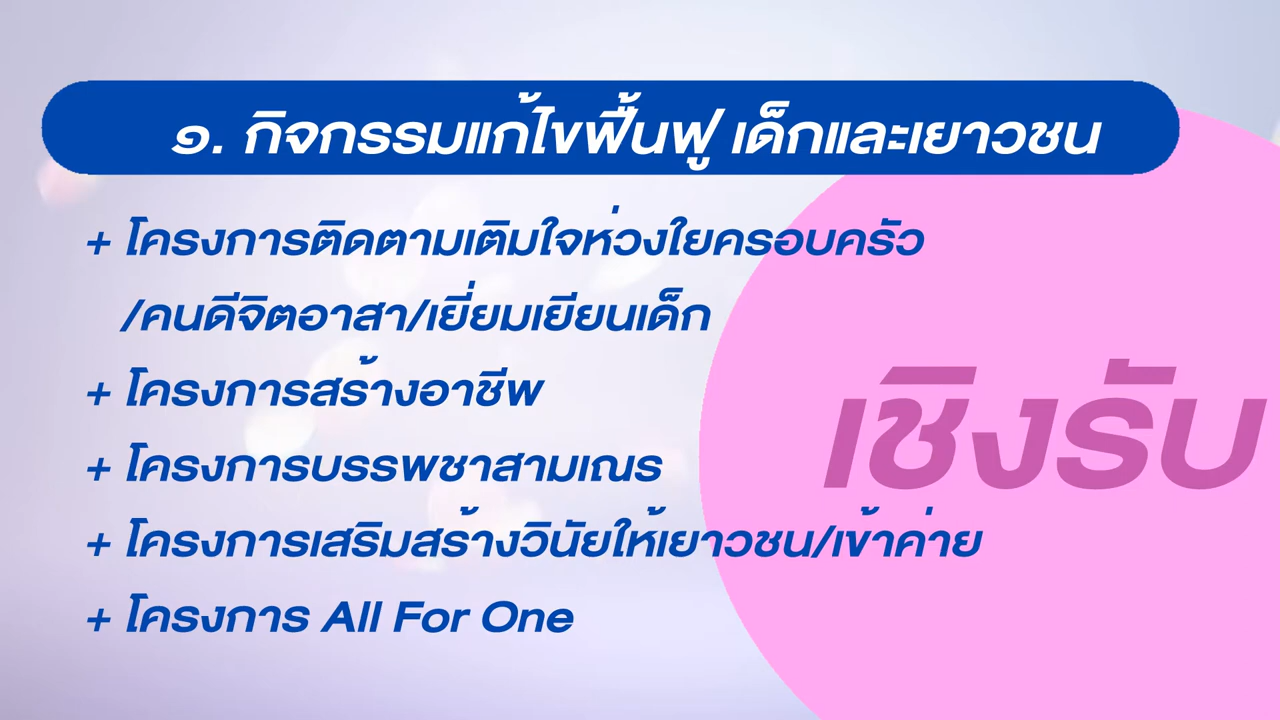 ๑. กิจกรรมแก้ไขฟื้นฟู เด็กและเยาวชน
+ โครงการติดตามเติมใจห่วงใยครอบครัว
/คนดีจิตอาสา/เยี่ยมเยียนเด็ก
+ โครงการสร้างอาชีพ
เชิงรับ
+ โครงการบรรพชาสามเณร
+ โครงการเสริมสร้างวินัยให้เยาวชน/เข้าค่าย
+ โครงการ All For One